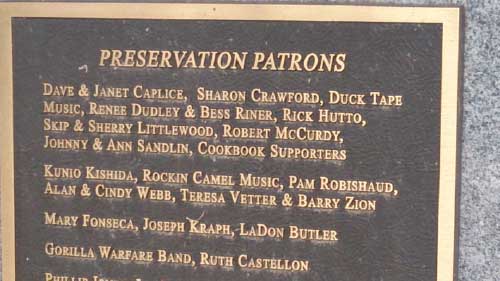 PRESERVATION PATRONS
DAVE & JANET CAPLICE, SHARON CRAWFORD, DUCK TAPE
MUSIC, RENEE DUDLEY & BESS RINER, RICK HUTTO,
SKIP & SHERRY LITTLEWOOD, ROBERT MCCURDY,
JOHNNY & ANN SANDLIN, COOKBOOK SUPPORTERS
KUNIO KISHIDA, ROCKIN CAMEL MUSIC, PAM ROBISHAUD,
ALAN & CINDY WEBB, TERESA VETTER & BARRY ZION
MARY FONSECA, JOSEPH KRAPH, LADON BUTLER
GORILLA WARFARE BAND, RUTH CASTELLON
PHILLIP